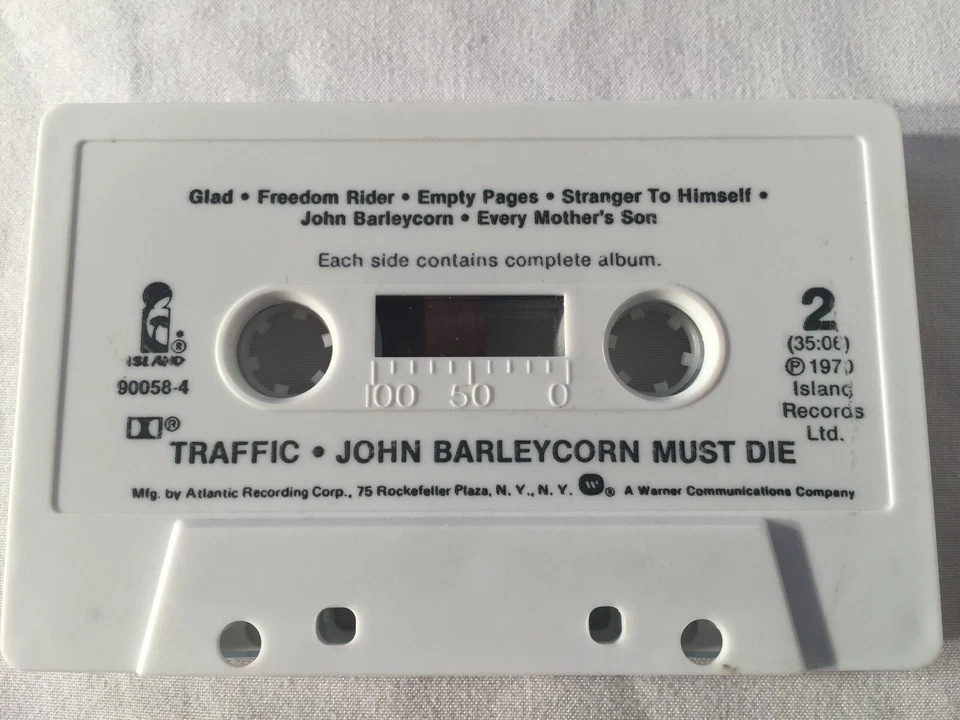 Glad • Freedom Rider • Empty Pages • Stranger To Himself •
John Barleycorn • Every Mother's Son
Each side contains complete album.
ISLAND
®
90058-4
®
100 50 0
2
(35:06)
℗ 1970
Island
Records
Ltd.
TRAFFIC • JOHN BARLEYCORN MUST DIE
Mfg. by Atlantic Recording Corp., 75 Rockefeller Plaza, N. Y., N. Y. ® A Warner Communications Company